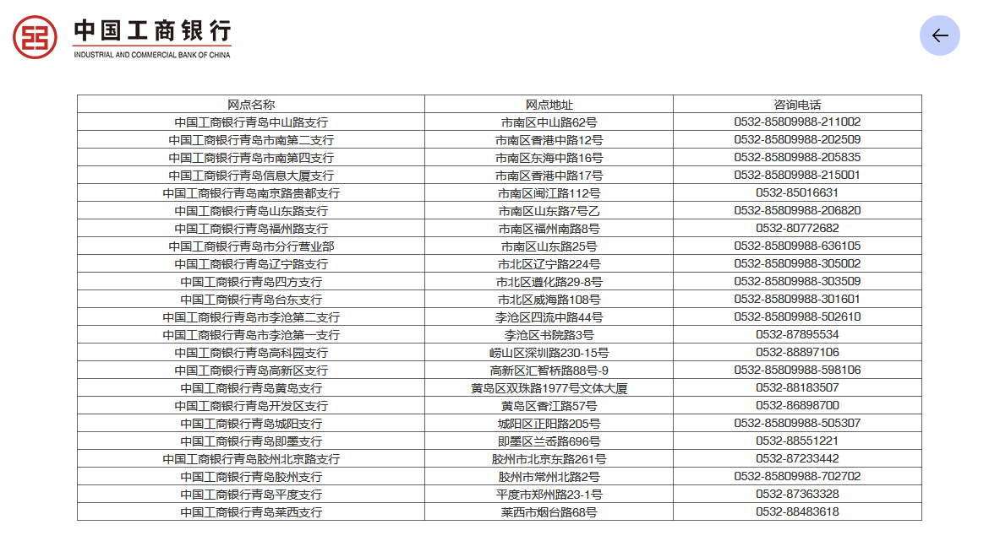 中国工商银行
INDUSTRIAL AND COMMERCIAL BANK OF CHINA
网点名称 网点地址 咨询电话
中国工商银行青岛中山路支行 市南区中山路62号 0532-85809988-211002
中国工商银行青岛市南第二支行 市南区香港中路12号 0532-85809988-202509
中国工商银行青岛市南第四支行 市南区东海中路16号 0532-85809988-205835
中国工商银行青岛信息大厦支行 市南区香港中路17号 0532-85809988-215001
中国工商银行青岛南京路贵都支行 市南区闽江路112号 0532-85016631
中国工商银行青岛山东路支行 市南区山东路7号乙 0532-85809988-206820
中国工商银行青岛福州路支行 市南区福州南路8号 0532-80772682
中国工商银行青岛市分行营业部 市南区山东路25号 0532-85809988-636105
中国工商银行青岛辽宁路支行 市北区辽宁路224号 0532-85809988-305002
中国工商银行青岛四方支行 市北区遵化路29-8号 0532-85809988-303509
中国工商银行青岛台东支行 市北区威海路108号 0532-85809988-301601
中国工商银行青岛市李沧第二支行 李沧区四流中路44号 0532-85809988-502610
中国工商银行青岛市李沧第一支行 李沧区书院路3号 0532-87895534
中国工商银行青岛高科园支行 崂山区深圳路230-15号 0532-88897106
中国工商银行青岛高新区支行 高新区汇智桥路88号-9 0532-85809988-598106
中国工商银行青岛黄岛支行 黄岛区双珠路1977号文体大厦 0532-88183507
中国工商银行青岛开发区支行 黄岛区香江路57号 0532-86898700
中国工商银行青岛城阳支行 城阳区正阳路205号 0532-85809988-505307
中国工商银行青岛即墨支行 即墨区兰岙路696号 0532-88551221
中国工商银行青岛胶州北京路支行 胶州市北京东路261号 0532-87233442
中国工商银行青岛胶州支行 胶州市常州北路2号 0532-85809988-702702
中国工商银行青岛平度支行 平度市郑州路23-1号 0532-87363328
中国工商银行青岛莱西支行 莱西市烟台路68号 0532-88483618